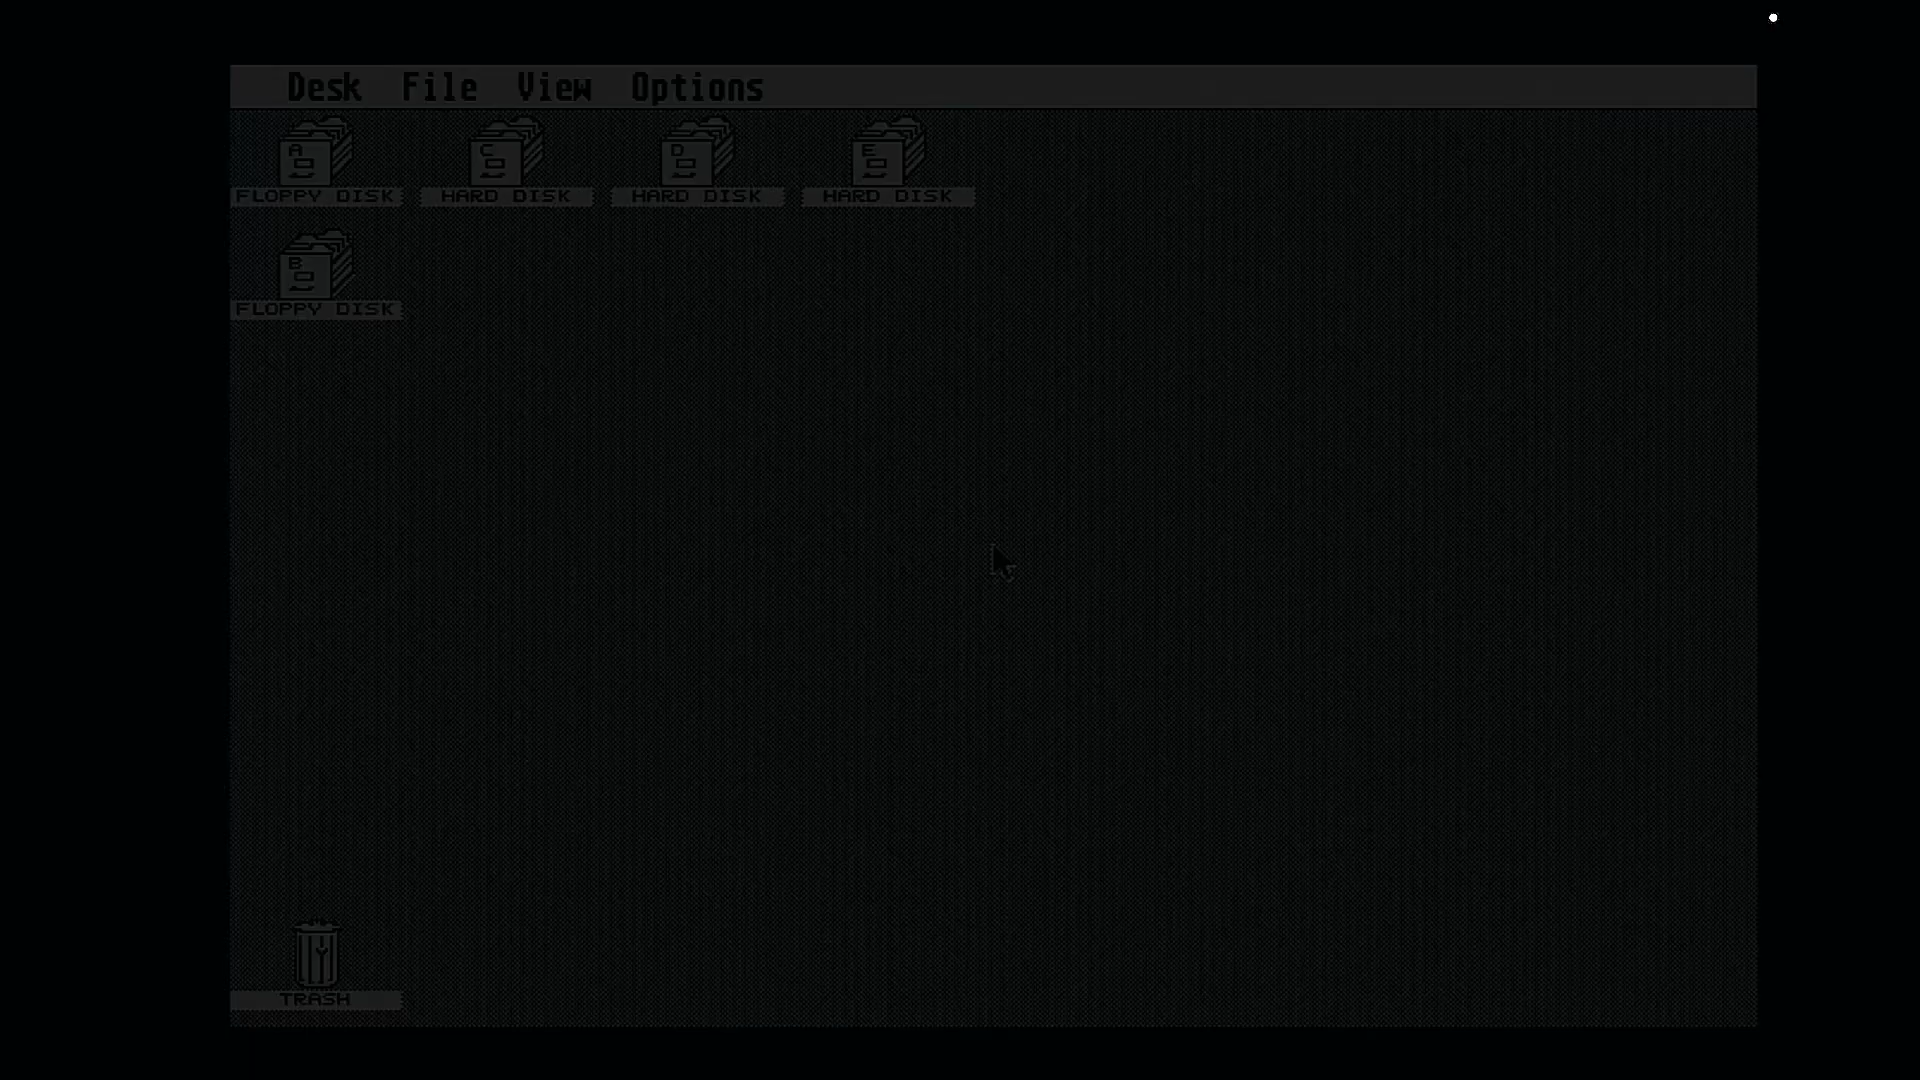 Desk File View Options
A C D E
FLOPPY DISK HARD DISK HARD DISK HARD DISK
B
FLOPPY DISK
TRASH